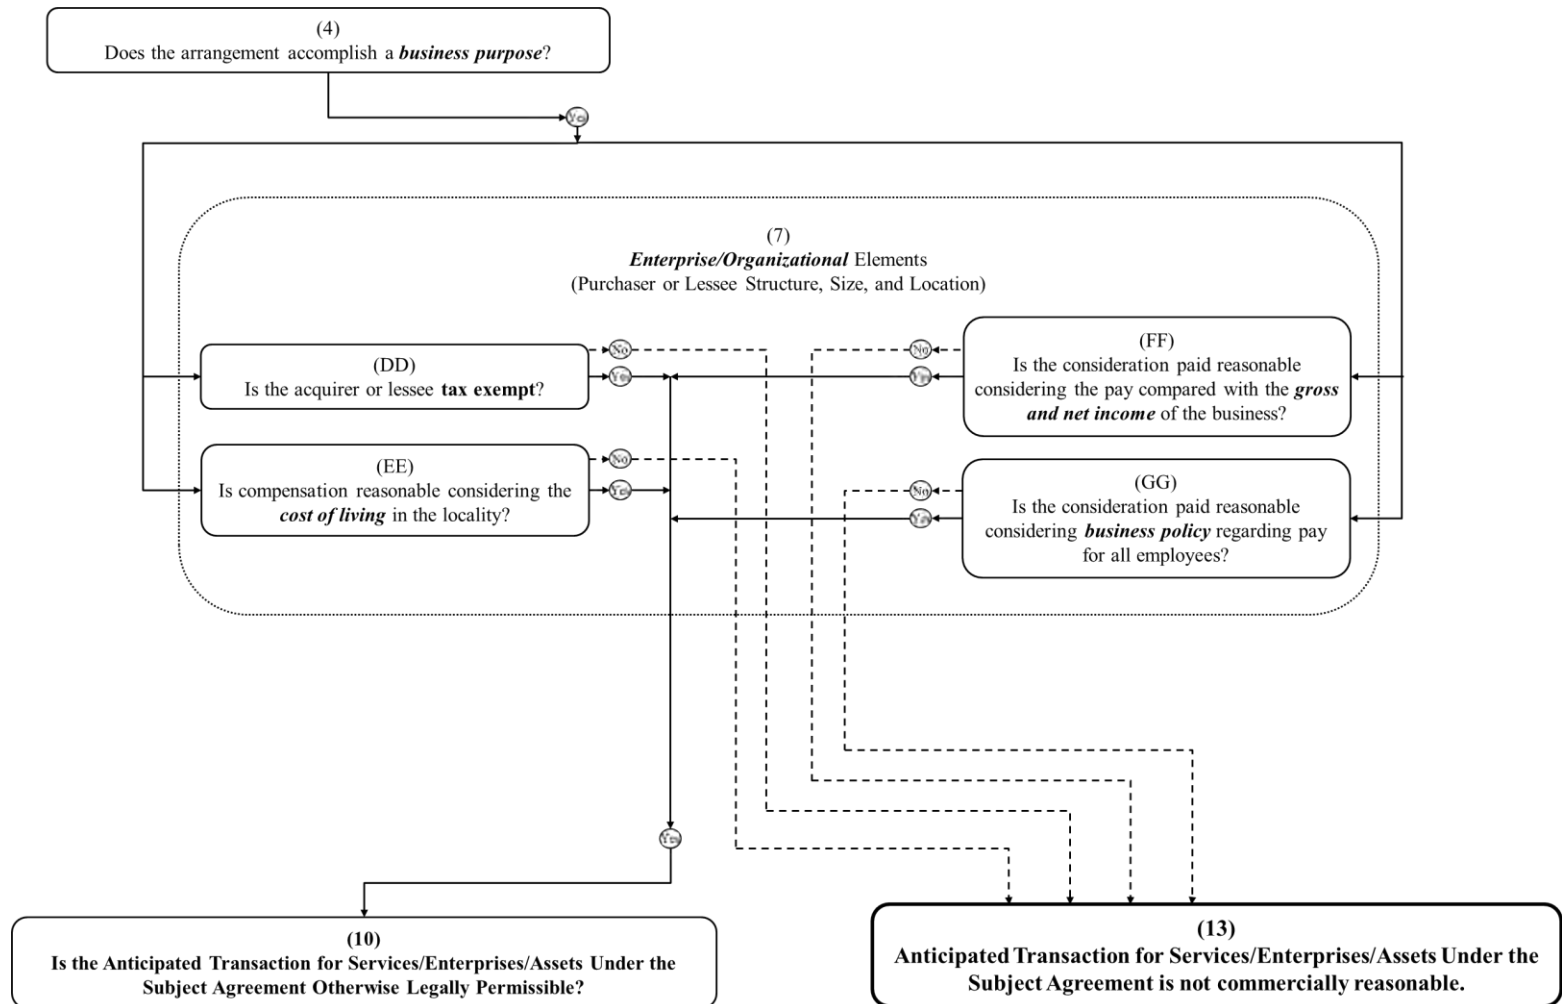 (4)
Does the arrangement accomplish a business purpose?
Yes
(7)
Enterprise/Organizational Elements
(Purchaser or Lessee Structure, Size, and Location)
(DD)
Is the acquirer or lessee tax exempt?
No
Yes
(FF)
Is the consideration paid reasonable
considering the pay compared with the gross
and net income of the business?
No
Yes
(EE)
Is compensation reasonable considering the
cost of living in the locality?
No
Yes
(GG)
Is the consideration paid reasonable
considering business policy regarding pay
for all employees?
No
Yes
Yes
(10)
Is the Anticipated Transaction for Services/Enterprises/Assets Under the
Subject Agreement Otherwise Legally Permissible?
(13)
Anticipated Transaction for Services/Enterprises/Assets Under the
Subject Agreement is not commercially reasonable.